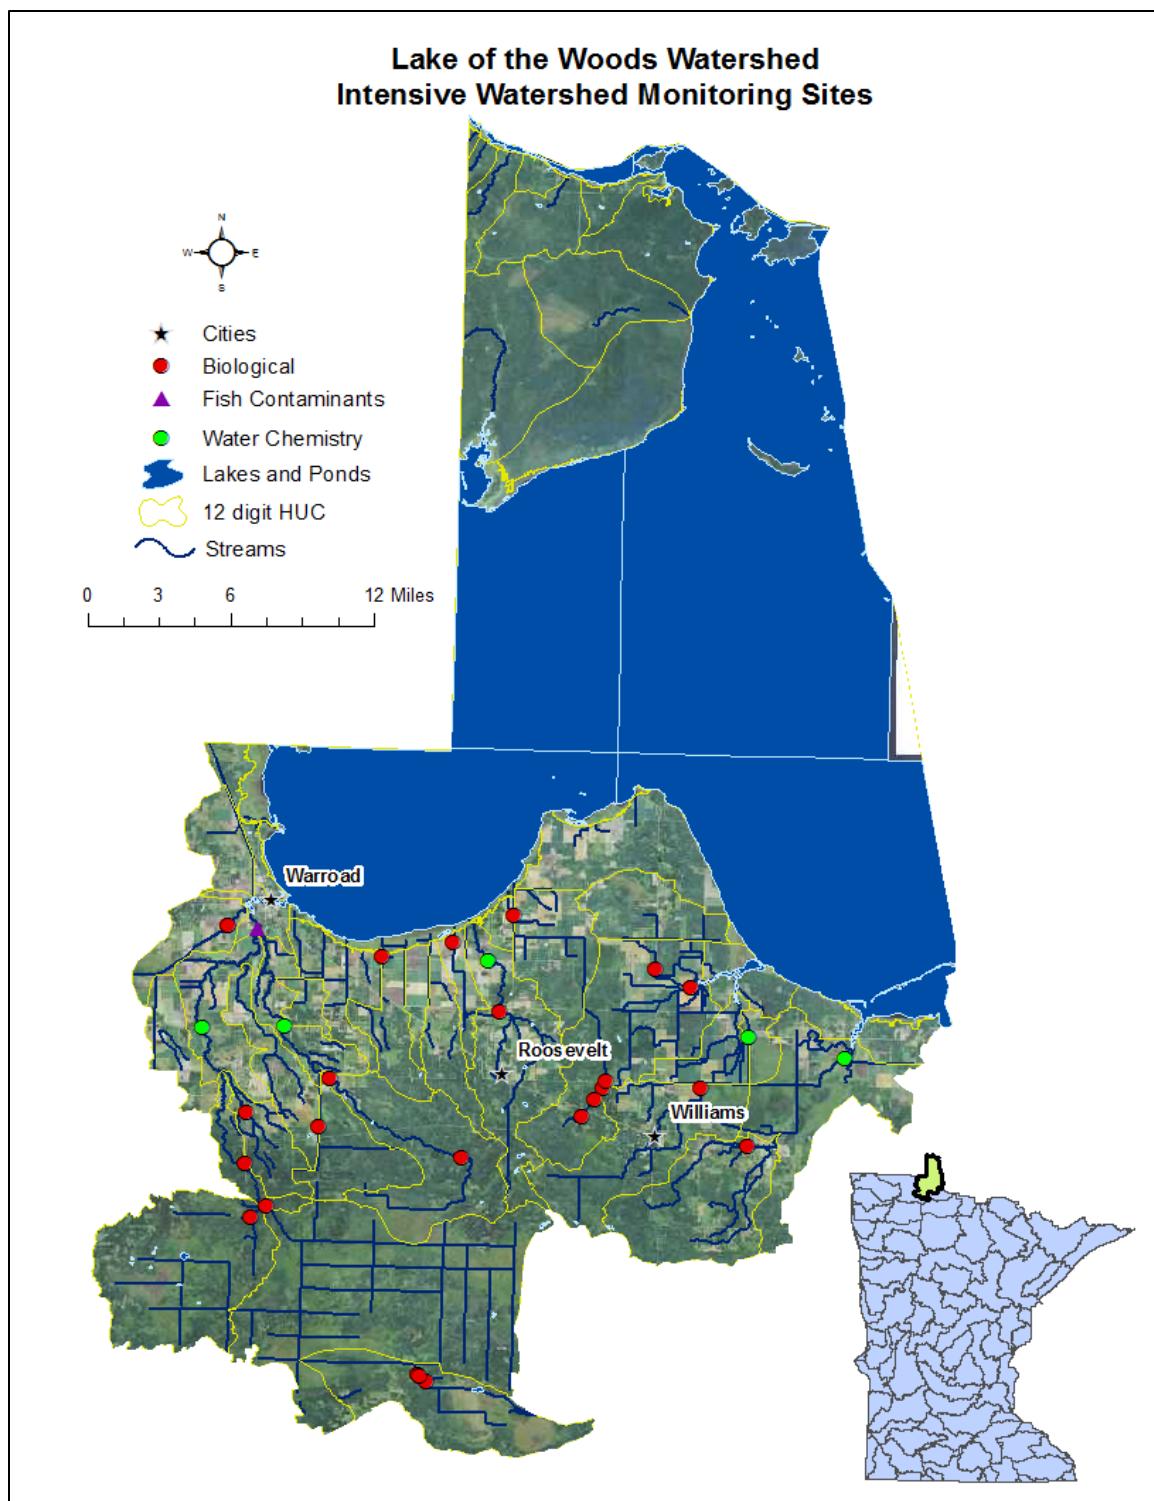 Lake of the Woods Watershed
Intensive Watershed Monitoring Sites
N
W E
S
Cities
Biological
Fish Contaminants
Water Chemistry
Lakes and Ponds
12 digit HUC
Streams
0 3 6 12 Miles
Warroad
Roosevelt
Williams